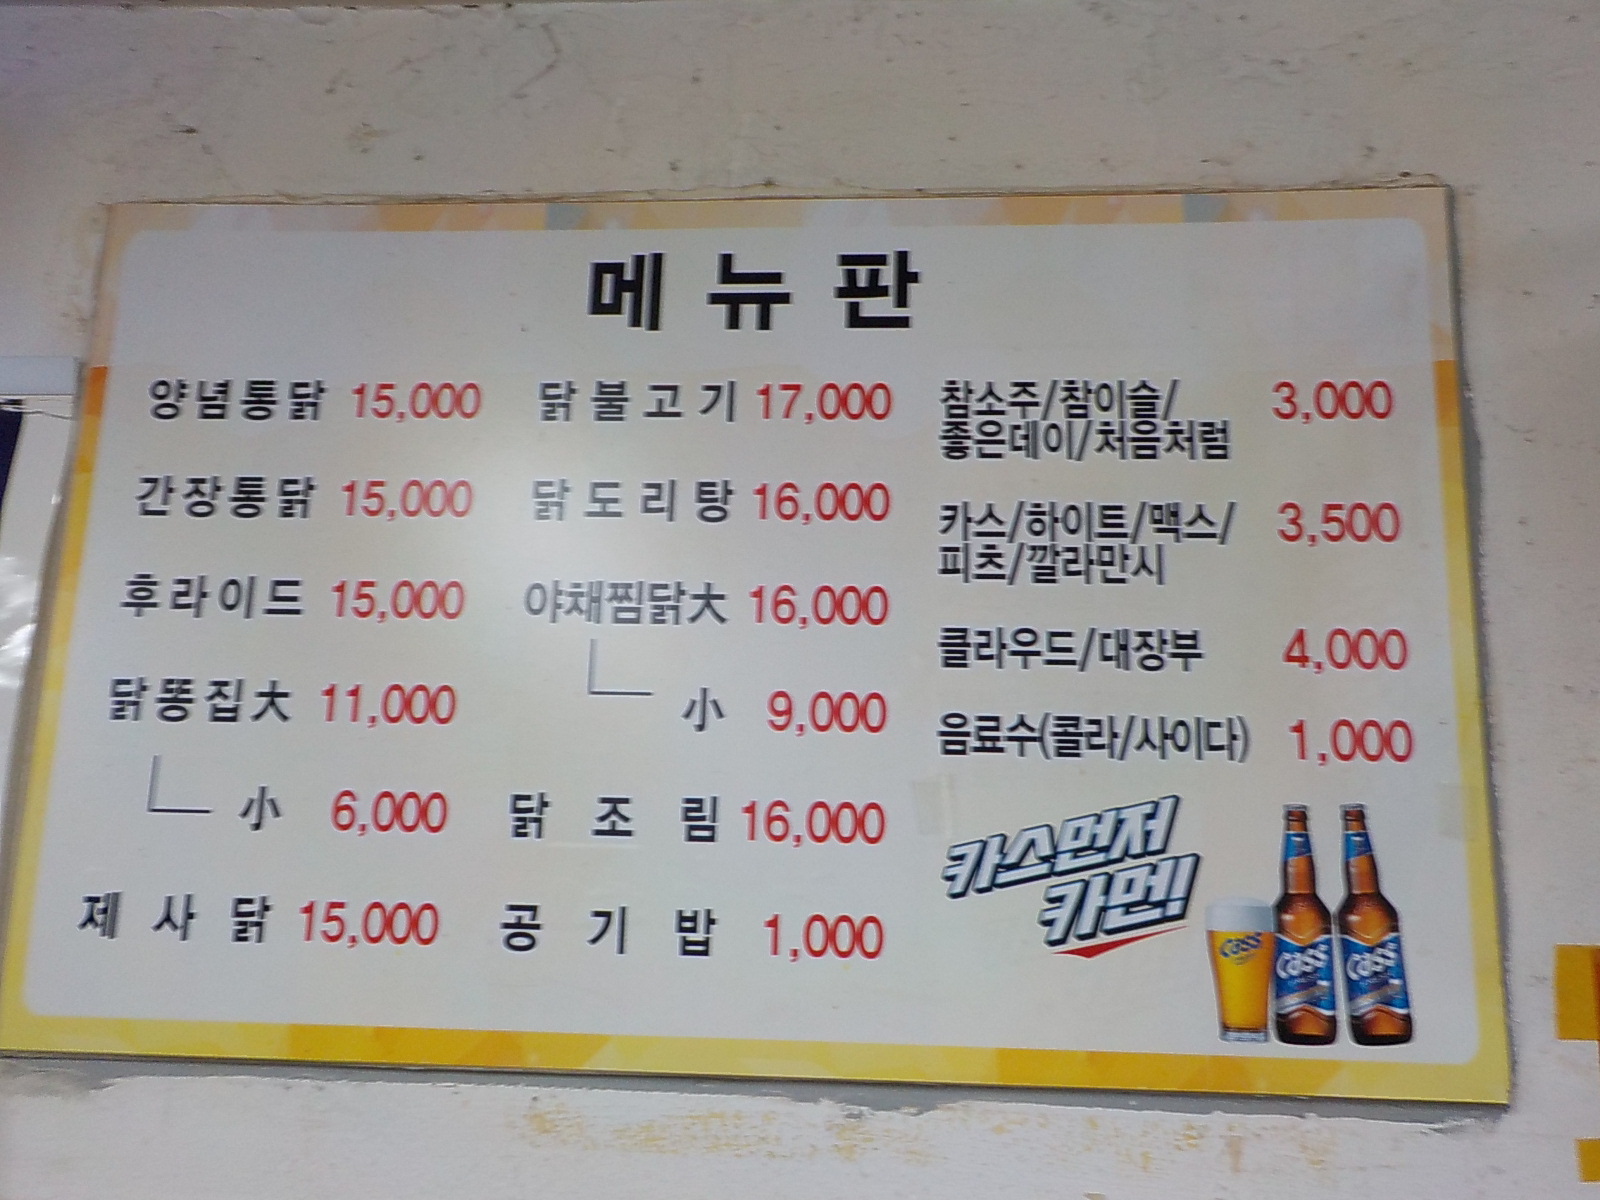 메뉴판
양념통닭 15,000
간장통닭 15,000
후라이드 15,000
닭똥집大 11,000
小 6,000
제사닭 15,000
닭불고기 17,000
닭도리탕 16,000
야채찜닭大 16,000
小 9,000
닭조림 16,000
공기밥 1,000
참소주/참이슬/ 3,000
좋은데이/처음처럼
카스/하이트/맥스/ 3,500
피츠/깔라만시
클라우드/대장부 4,000
음료수(콜라/사이다) 1,000
카스먼저
카먼!
Cass
Cass
Cass